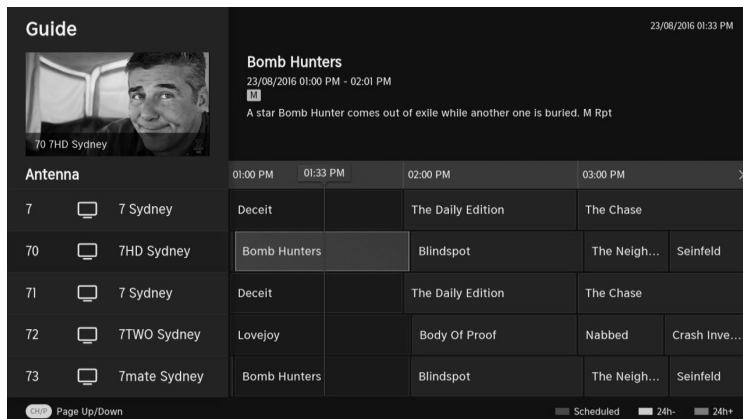 Guide
23/08/2016 01:33 PM
Bomb Hunters
23/08/2016 01:00 PM - 02:01 PM
M
A star Bomb Hunter comes out of exile while another one is buried. M Rpt
70 7HD Sydney
Antenna 01:00 PM 01:33 PM 02:00 PM 03:00 PM
7 7 Sydney Deceit The Daily Edition The Chase
70 7HD Sydney Bomb Hunters Blindspot The Neigh... Seinfeld
71 7 Sydney Deceit The Daily Edition The Chase
72 7TWO Sydney Lovejoy Body Of Proof Nabbed Crash Inve...
73 7mate Sydney Bomb Hunters Blindspot The Neigh... Seinfeld
CH/P Page Up/Down Scheduled 24h- 24h+